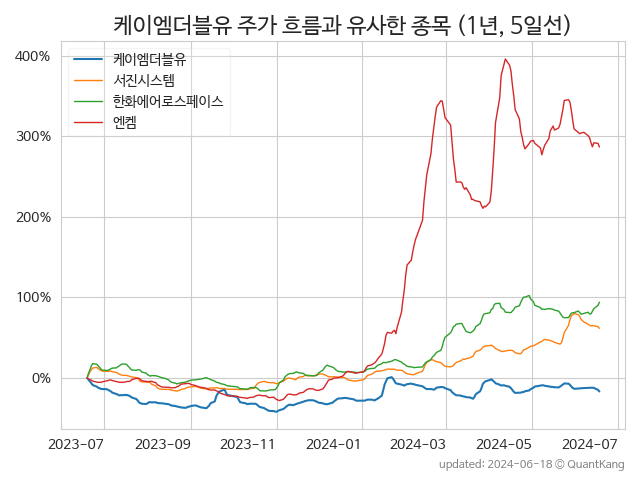 케이엠더블유 주가 흐름과 유사한 종목 (1년, 5일선)
케이엠더블유
서진시스템
한화에어로스페이스
엔켐
400%
300%
200%
100%
0%
2023-07 2023-09 2023-11 2024-01 2024-03 2024-05 2024-07
updated: 2024-06-18 © QuantKang